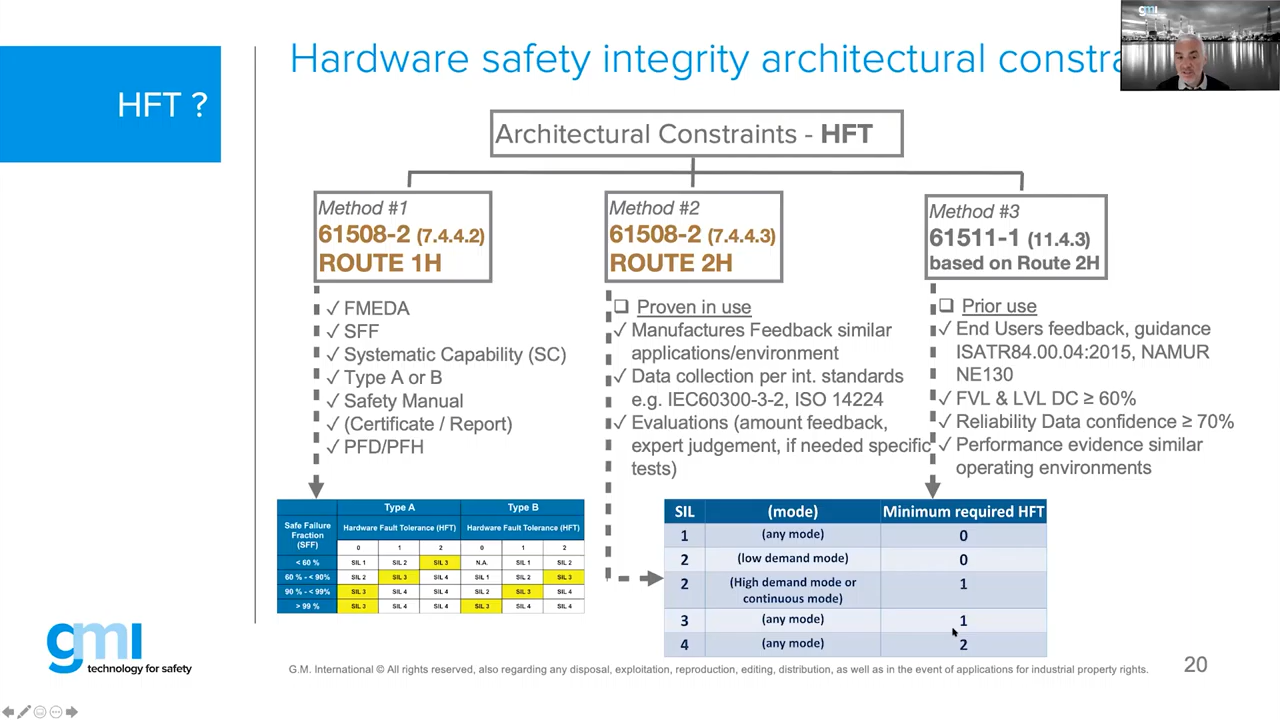 gmi
Hardware safety integrity architectural constra
HFT ?
Architectural Constraints - HFT
Method #1
61508-2 (7.4.4.2)
ROUTE 1H
✓ FMEDA
✓ SFF
✓ Systematic Capability (SC)
✓ Type A or B
✓ Safety Manual
✓ (Certificate / Report)
✓ PFD/PFH
Method #2
61508-2 (7.4.4.3)
ROUTE 2H
❑ Proven in use
✓ Manufactures Feedback similar
applications/environment
✓ Data collection per int. standards
e.g. IEC60300-3-2, ISO 14224
✓ Evaluations (amount feedback,
expert judgement, if needed specific
tests)
Method #3
61511-1 (11.4.3)
based on Route 2H
❑ Prior use
✓ End Users feedback, guidance
ISATR84.00.04:2015, NAMUR
NE130
✓ FVL & LVL DC ≥ 60%
✓ Reliability Data confidence ≥ 70%
✓ Performance evidence similar
operating environments
Safe Failure
Fraction
(SFF)
Type A Type B
Hardware Fault Tolerance (HFT) Hardware Fault Tolerance (HFT)
0 1 2 0 1 2
< 60 % SIL 1 SIL 2 SIL 3 N.A. SIL 1 SIL 2
60 % - < 90% SIL 2 SIL 3 SIL 4 SIL 1 SIL 2 SIL 3
90 % - < 99% SIL 3 SIL 4 SIL 4 SIL 2 SIL 3 SIL 4
> 99 % SIL 3 SIL 4 SIL 4 SIL 3 SIL 4 SIL 4
SIL (mode) Minimum required HFT
1 (any mode) 0
2 (low demand mode) 0
2 (High demand mode or
continuous mode) 1
3 (any mode) 1
4 (any mode) 2
gmi
technology for safety
G.M. International © All rights reserved, also regarding any disposal, exploitation, reproduction, editing, distribution, as well as in the event of applications for industrial property rights.
20